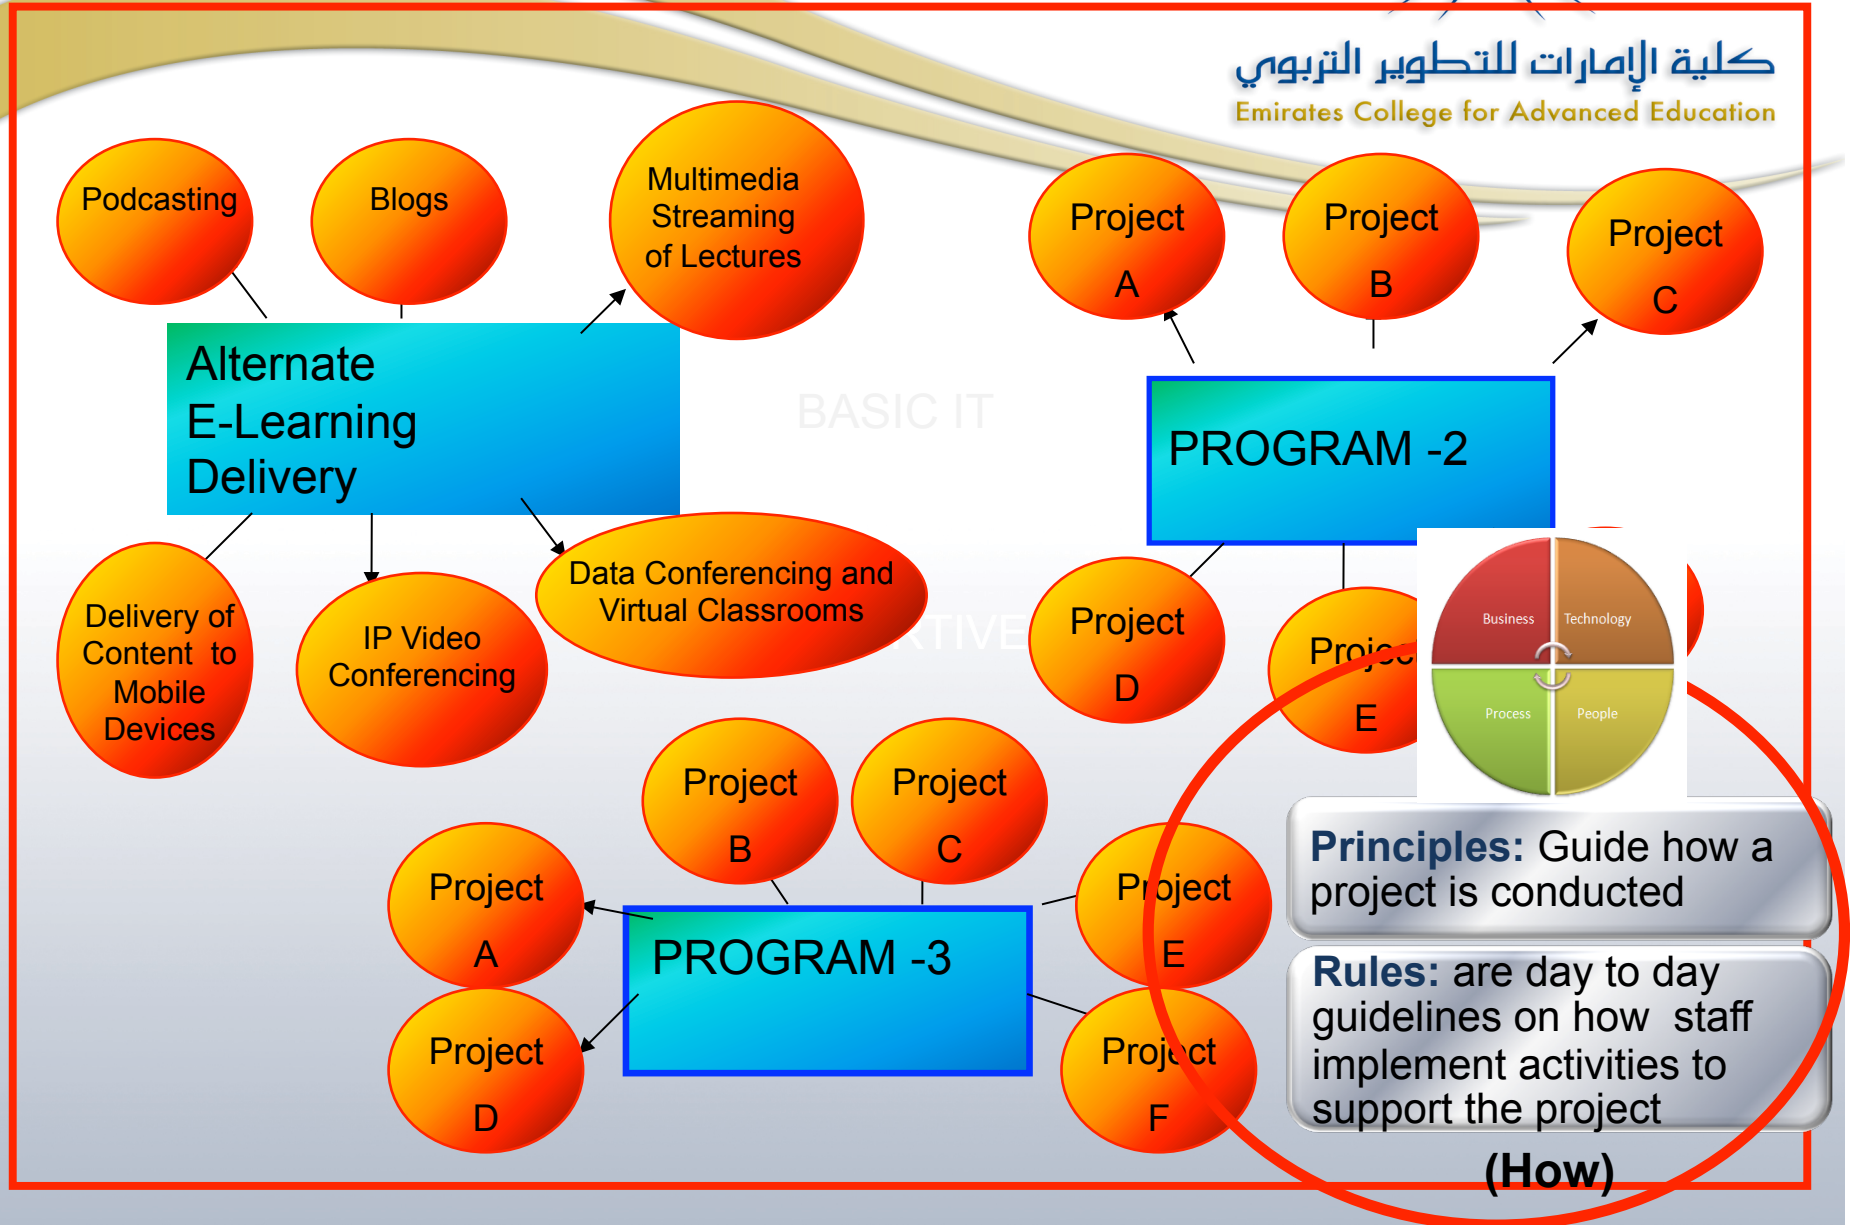 كلية الإمارات للتطوير التربوي
Emirates College for Advanced Education
Podcasting
Blogs
Multimedia
Streaming
of Lectures
Alternate
E-Learning
Delivery
Delivery of
Content to
Mobile
Devices
IP Video
Conferencing
Data Conferencing and
Virtual Classrooms
BASIC IT
Project
A
Project
B
Project
C
PROGRAM -2
Project
D
Project
E
Business
Technology
Process
People
Project
B
Project
C
Project
A
Project
D
PROGRAM -3
Project
E
Project
F
Principles: Guide how a
project is conducted
Rules: are day to day
guidelines on how staff
implement activities to
support the project
(How)